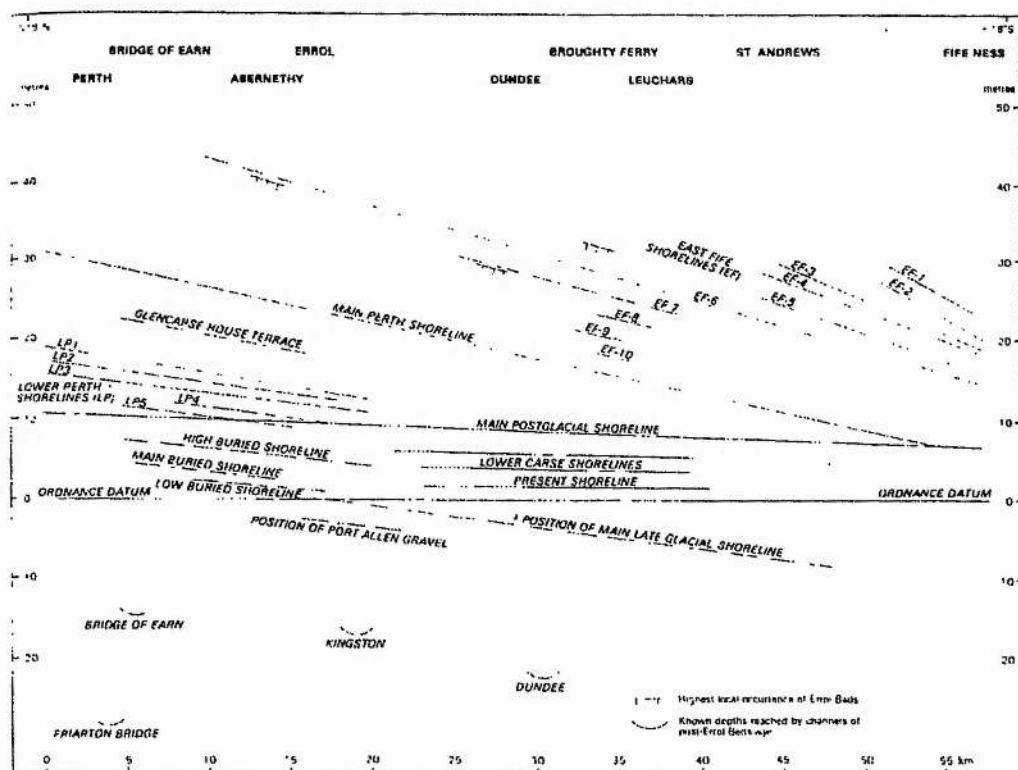 BRIDGE OF EARN ERROL BROUGHTY FERRY ST ANDREWS FIFE NESS
PERTH ABERNETHY DUNDEE LEUCHARS
metres metres
50
40 40
30 30
20 20
10 10
0 0
10 10
20 20
EAST FIFE
SHORELINES (EF)
EF-1
EF-2
EF-3
EF-4
EF-5
EF-6
EF-7
EF-8
EF-9
EF-10
MAIN PERTH SHORELINE
GLENCARSE HOUSE TERRACE
LP1
LP2
LP3
LOWER PERTH
SHORELINES (LP)
LP5 LP4
MAIN POSTGLACIAL SHORELINE
HIGH BURIED SHORELINE
LOWER CARSE SHORELINES
MAIN BURIED SHORELINE
PRESENT SHORELINE
LOW BURIED SHORELINE
ORDNANCE DATUM ORDNANCE DATUM
POSITION OF PORT ALLEN GRAVEL
? POSITION OF MAIN LATE GLACIAL SHORELINE
BRIDGE OF EARN
KINGSTON
DUNDEE
FRIARTON BRIDGE
Highest local occurrence of Errol Beds
Known depths reached by channels of
post-Errol Beds age
0 5 10 15 20 25 30 35 40 45 50 55 km